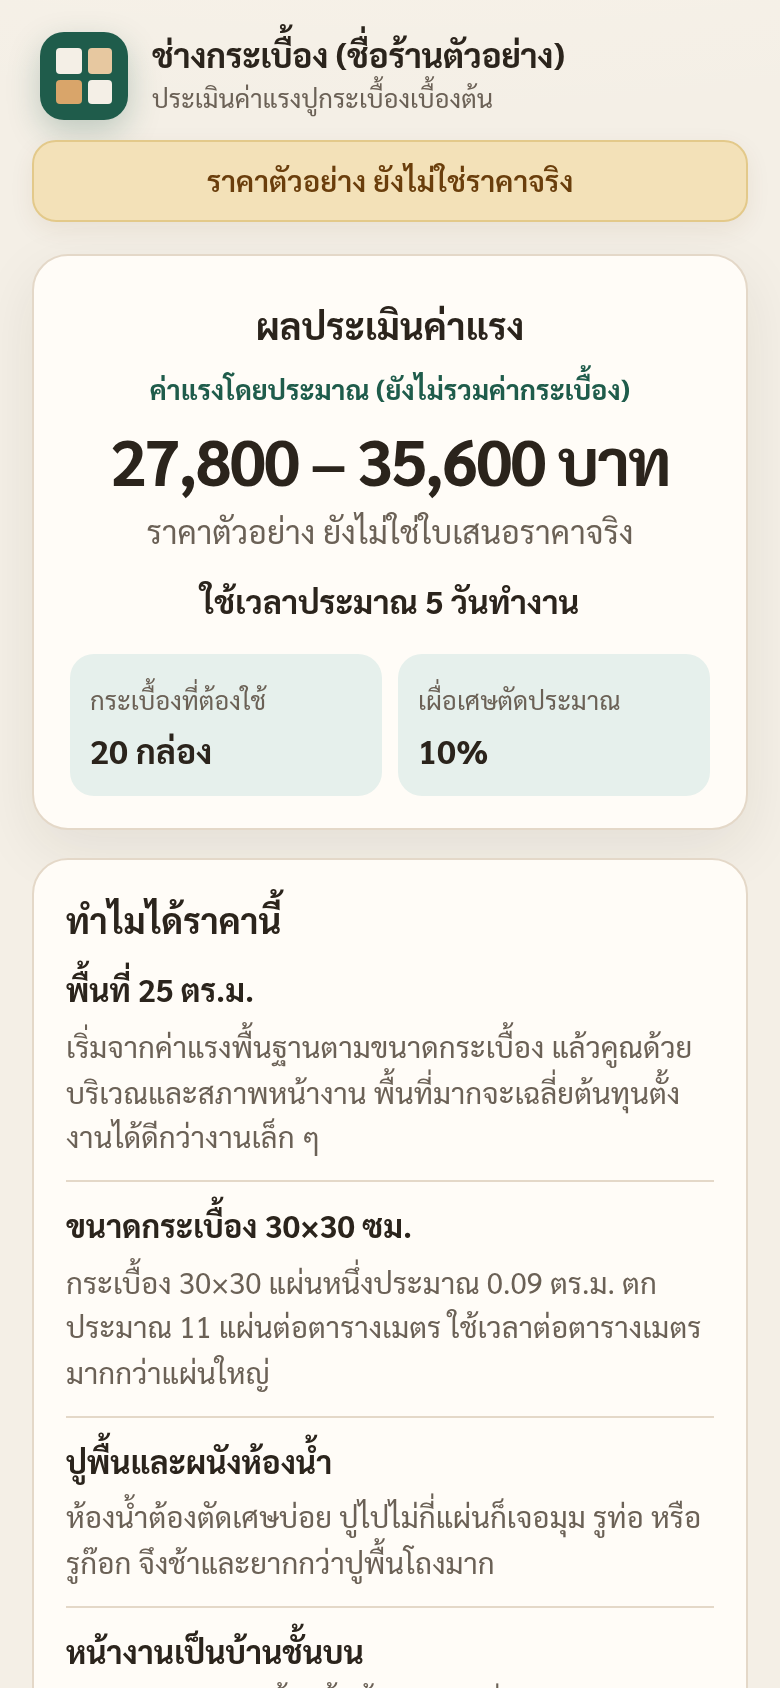 ช่างกระเบื้อง (ชื่อร้านตัวอย่าง)
ประเมินค่าแรงปูกระเบื้องเบื้องต้น
ราคาตัวอย่าง ยังไม่ใช่ราคาจริง
ผลประเมินค่าแรง
ค่าแรงโดยประมาณ (ยังไม่รวมค่ากระเบื้อง)
27,800 – 35,600 บาท
ราคาตัวอย่าง ยังไม่ใช่ใบเสนอราคาจริง
ใช้เวลาประมาณ 5 วันทำงาน
กระเบื้องที่ต้องใช้
20 กล่อง
เผื่อเศษตัดประมาณ
10%
ทำไมได้ราคานี้
พื้นที่ 25 ตร.ม.
เริ่มจากค่าแรงพื้นฐานตามขนาดกระเบื้อง แล้วคูณด้วย
บริเวณและสภาพหน้างาน พื้นที่มากจะเฉลี่ยต้นทุนตั้ง
งานได้ดีกว่างานเล็ก ๆ
ขนาดกระเบื้อง 30×30 ซม.
กระเบื้อง 30×30 แผ่นหนึ่งประมาณ 0.09 ตร.ม. ตก
ประมาณ 11 แผ่นต่อตารางเมตร ใช้เวลาต่อตารางเมตร
มากกว่าแผ่นใหญ่
ปูพื้นและผนังห้องน้ำ
ห้องน้ำต้องตัดเศษบ่อย ปูไปไม่กี่แผ่นก็เจอมุม รูท่อ หรือ
รูก๊อก จึงช้าและยากกว่าปูพื้นโถงมาก
หน้างานเป็นบ้านชั้นบน